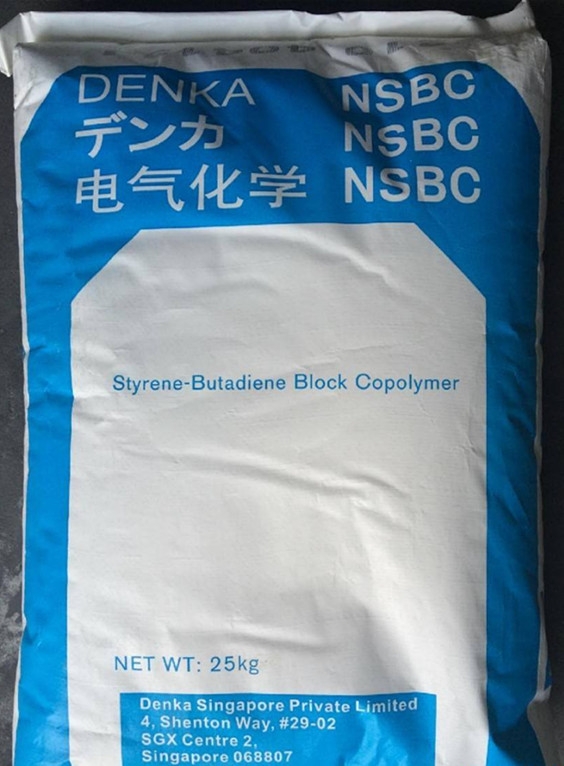 DENKA NSBC
デンカ NSBC
电气化学 NSBC
Styrene-Butadiene Block Copolymer
NET WT: 25kg
Denka Singapore Private Limited
4, Shenton Way, #29-02
SGX Centre 2,
Singapore 068807